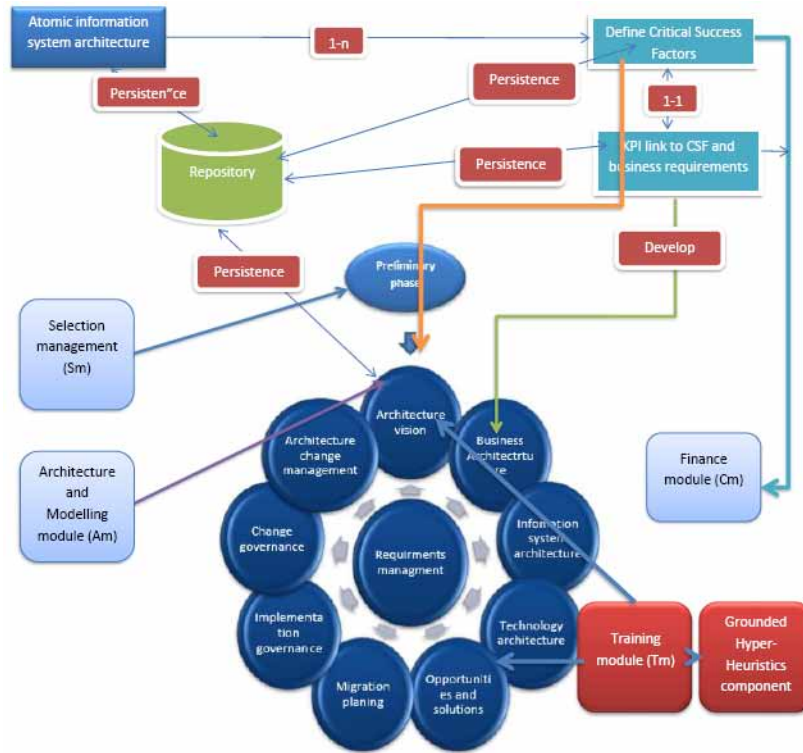 Atomic information
system architecture
1-n
Define Critical Success
Factors
Persistence
Persisten"ce
1-1
Repository
Persistence
KPI link to CSF and
business requirements
Persistence
Develop
Preliminary
phase
Selection
management
(Sm)
Architecture
vision
Business
Architectrtu
re
Architecture
change
management
Architecture
and
Modelling
module (Am)
Finance
module (Cm)
Change
governance
Requirments
managment
Infomation
system
architecture
Implementa
tion
governance
Technology
architecture
Training
module (Tm)
Grounded
Hyper-
Heuristics
component
Migration
planing
Opportuniti
es and
solutions